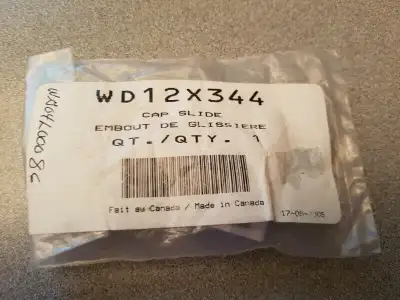 WD12X344
CAP SLIDE
EMBOUT DE GLISSIERE
QT./QTY. 1
Fait au Canada / Made in Canada